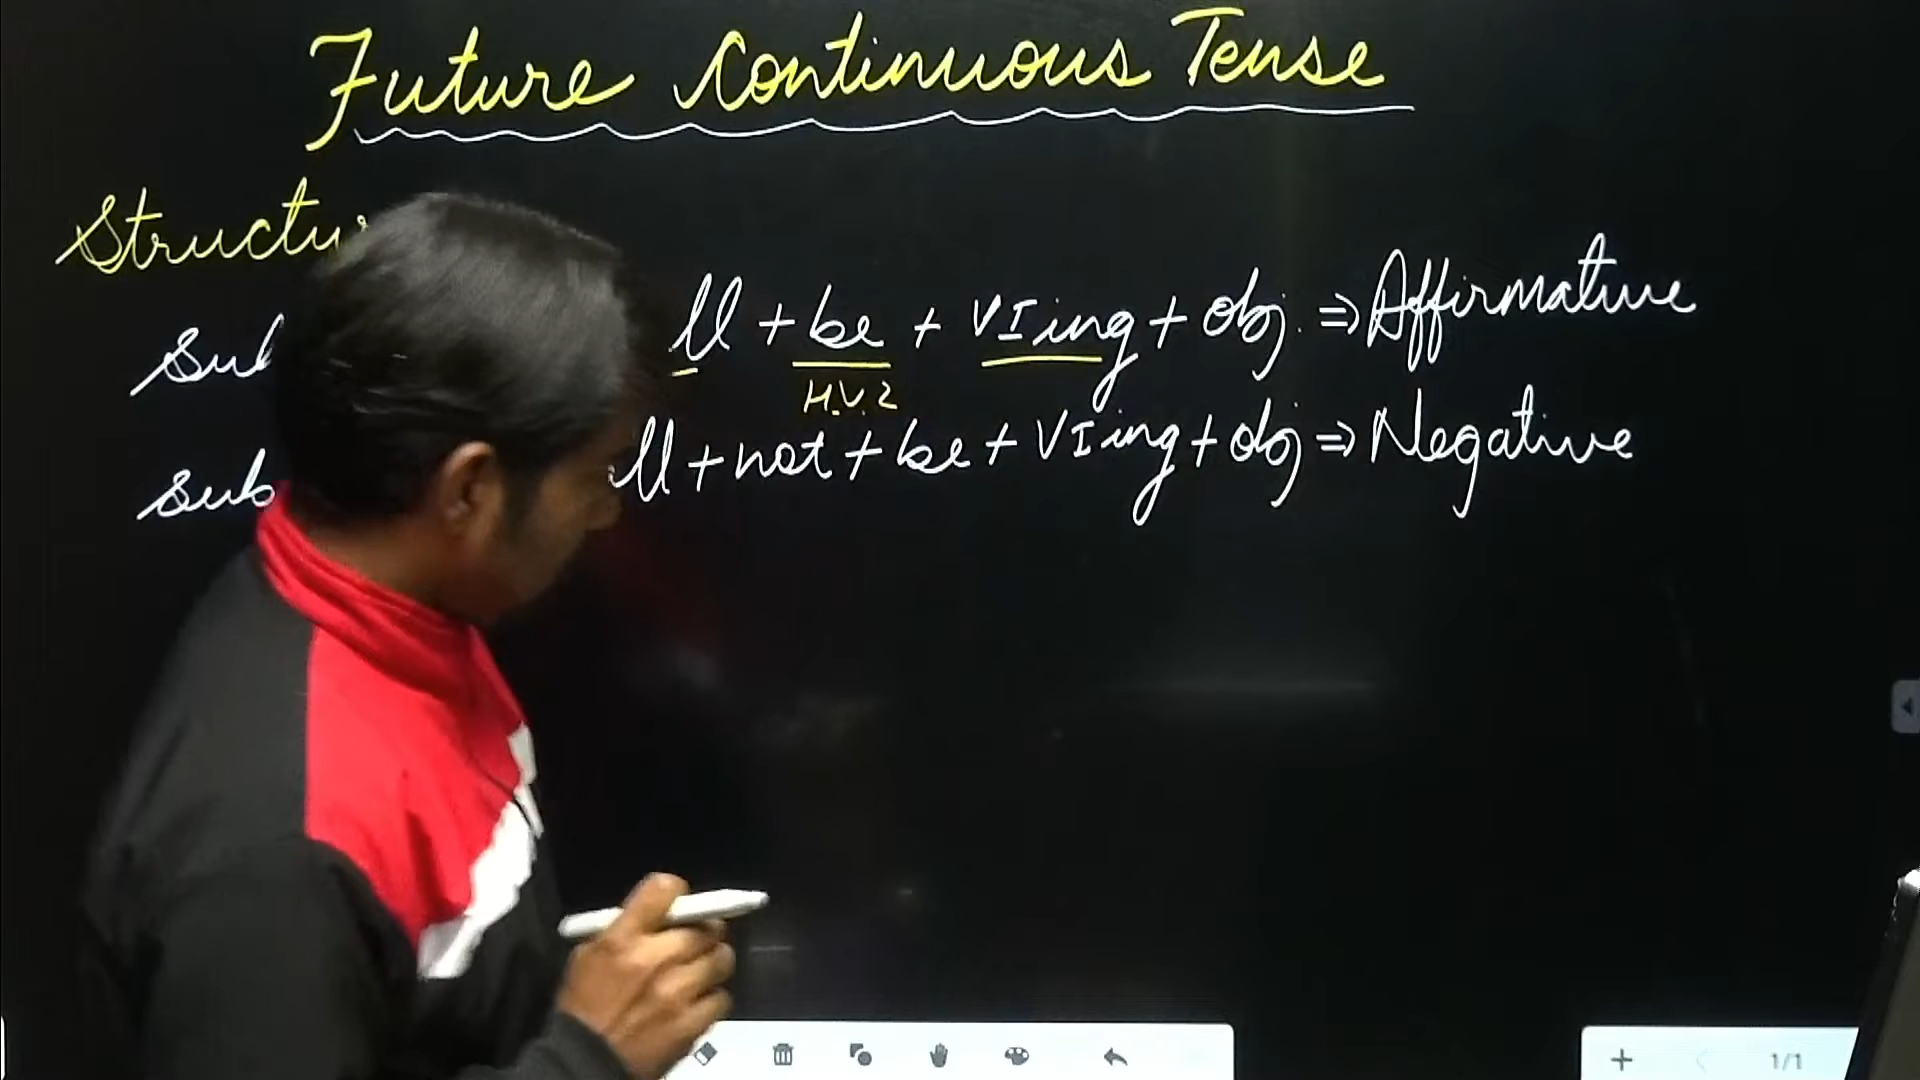 Future Continuous Tense
Structu
sub ll + be + VIing + obj. ⇒ Affirmative
H.V.2
sub ll + not + be + VIing + obj ⇒ Negative
1/1